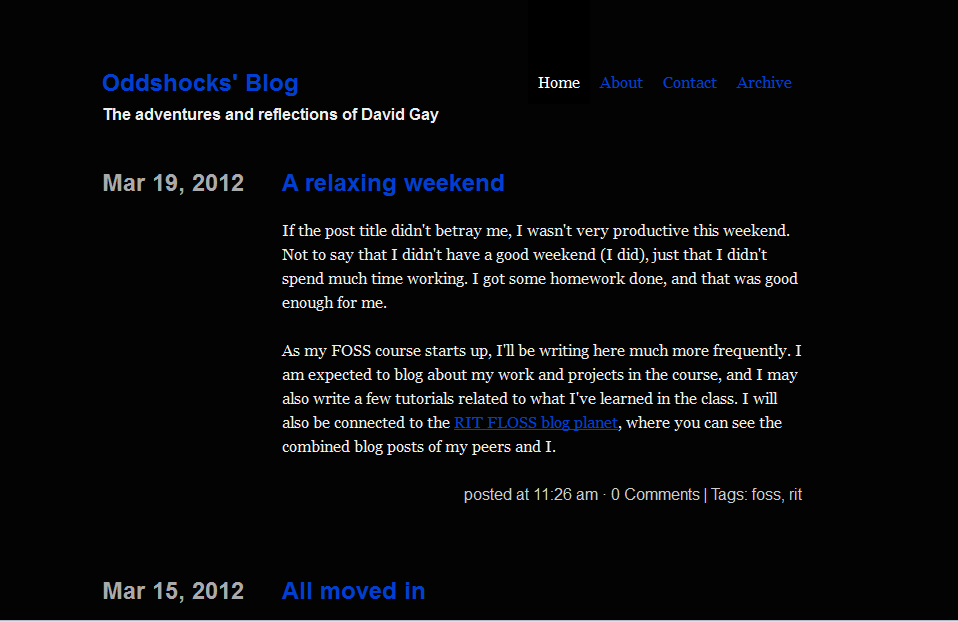 Oddshocks' Blog
Home About Contact Archive
The adventures and reflections of David Gay
Mar 19, 2012
A relaxing weekend
If the post title didn't betray me, I wasn't very productive this weekend.
Not to say that I didn't have a good weekend (I did), just that I didn't
spend much time working. I got some homework done, and that was good
enough for me.
As my FOSS course starts up, I'll be writing here much more frequently. I
am expected to blog about my work and projects in the course, and I may
also write a few tutorials related to what I've learned in the class. I will
also be connected to the RIT FLOSS blog planet, where you can see the
combined blog posts of my peers and I.
posted at 11:26 am · 0 Comments | Tags: foss, rit
Mar 15, 2012
All moved in